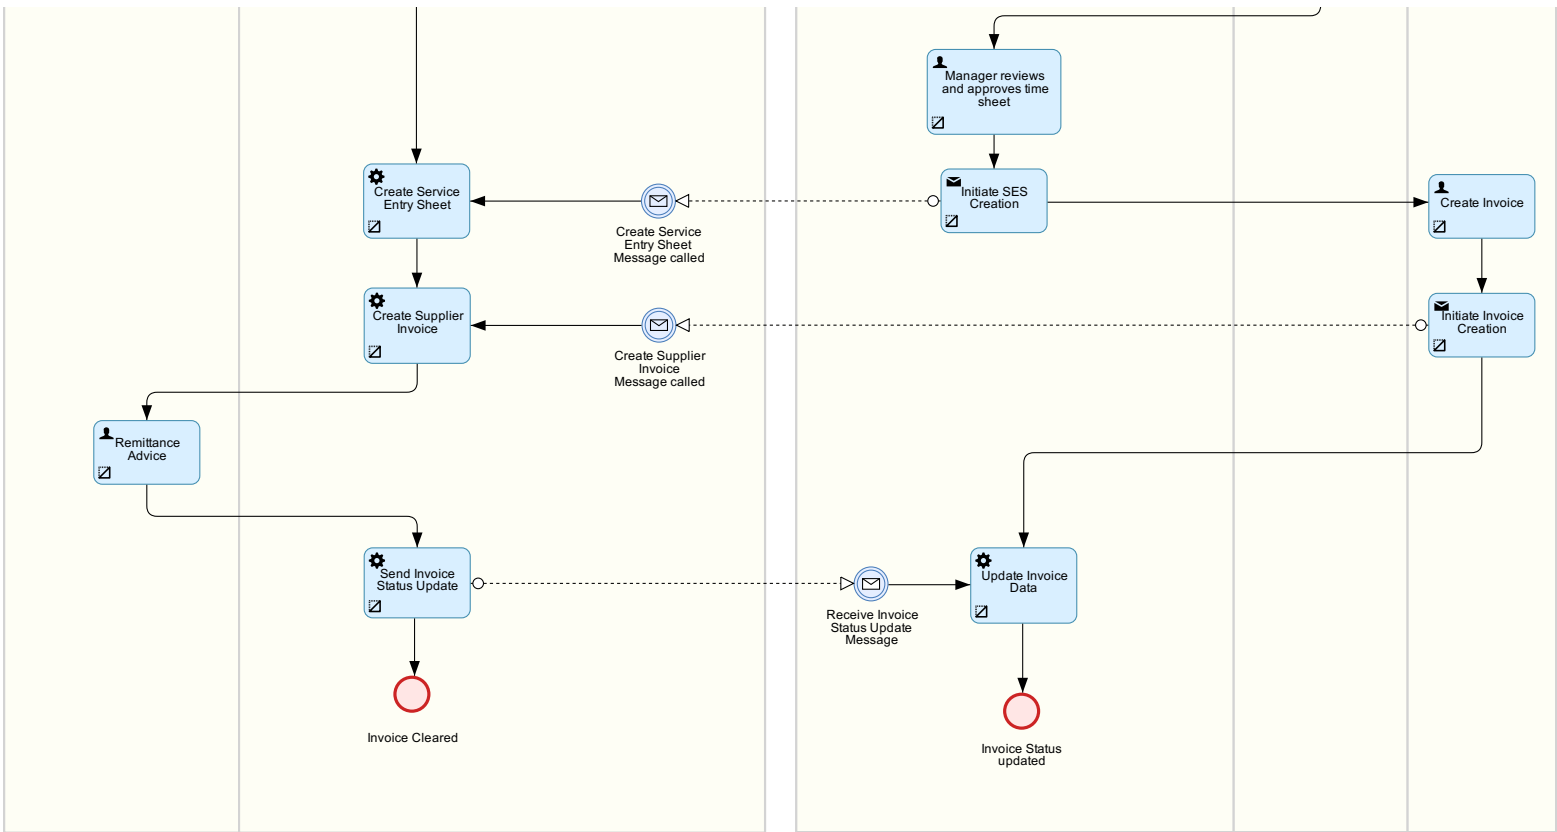 Manager reviews
and approves time
sheet
Create Service
Entry Sheet
Initiate SES
Creation
Create Invoice
Create Service
Entry Sheet
Message called
Create Supplier
Invoice
Initiate Invoice
Creation
Create Supplier
Invoice
Message called
Remittance
Advice
Send Invoice
Status Update
Update Invoice
Data
Receive Invoice
Status Update
Message
Invoice Cleared
Invoice Status
updated